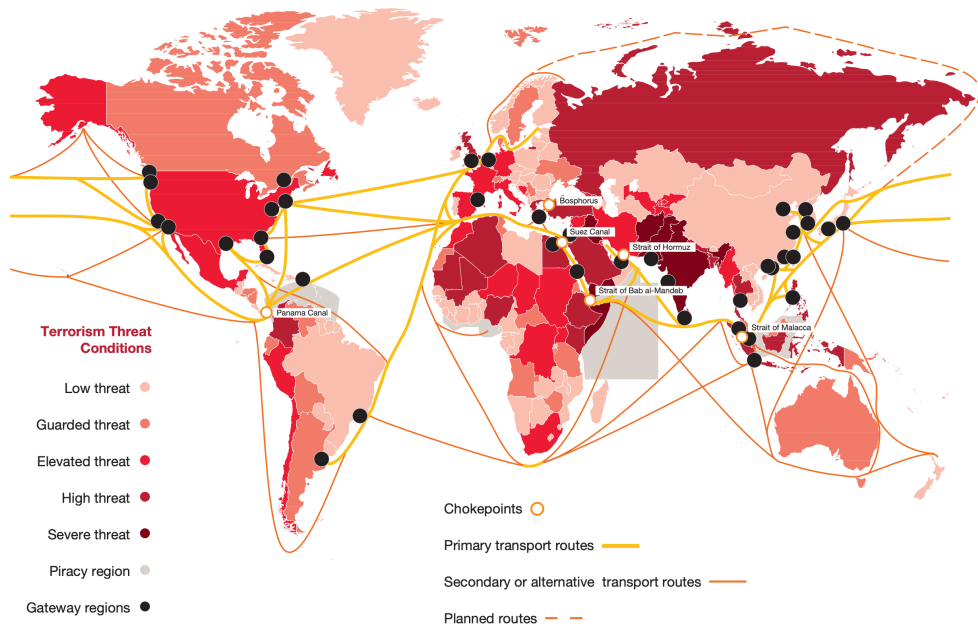 Bosphorus
Suez Canal
Strait of Hormuz
Strait of Bab al-Mandeb
Panama Canal
Strait of Malacca
Terrorism Threat
Conditions
Low threat
Guarded threat
Elevated threat
High threat
Severe threat
Piracy region
Gateway regions
Chokepoints
Primary transport routes
Secondary or alternative transport routes
Planned routes